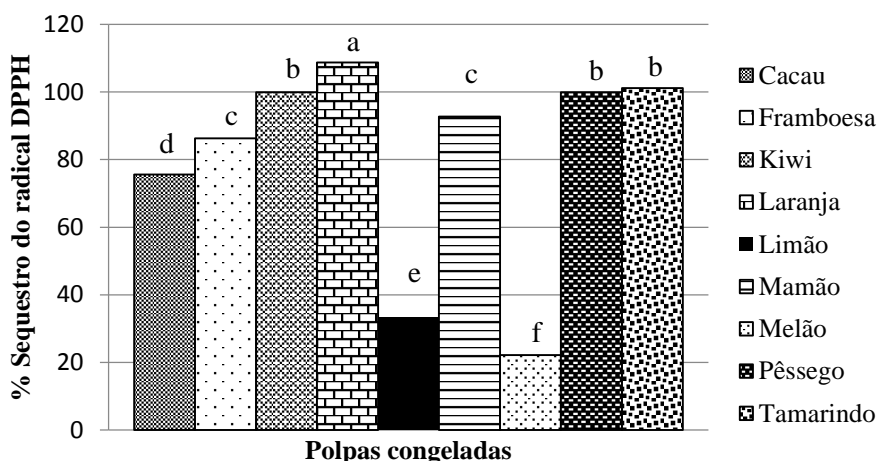 % Sequestro do radical DPPH
120
100
80
60
40
20
0
d
c
b
a
e
c
f
b
b
Polpas congeladas
Cacau
Framboesa
Kiwi
Laranja
Limão
Mamão
Melão
Pêssego
Tamarindo